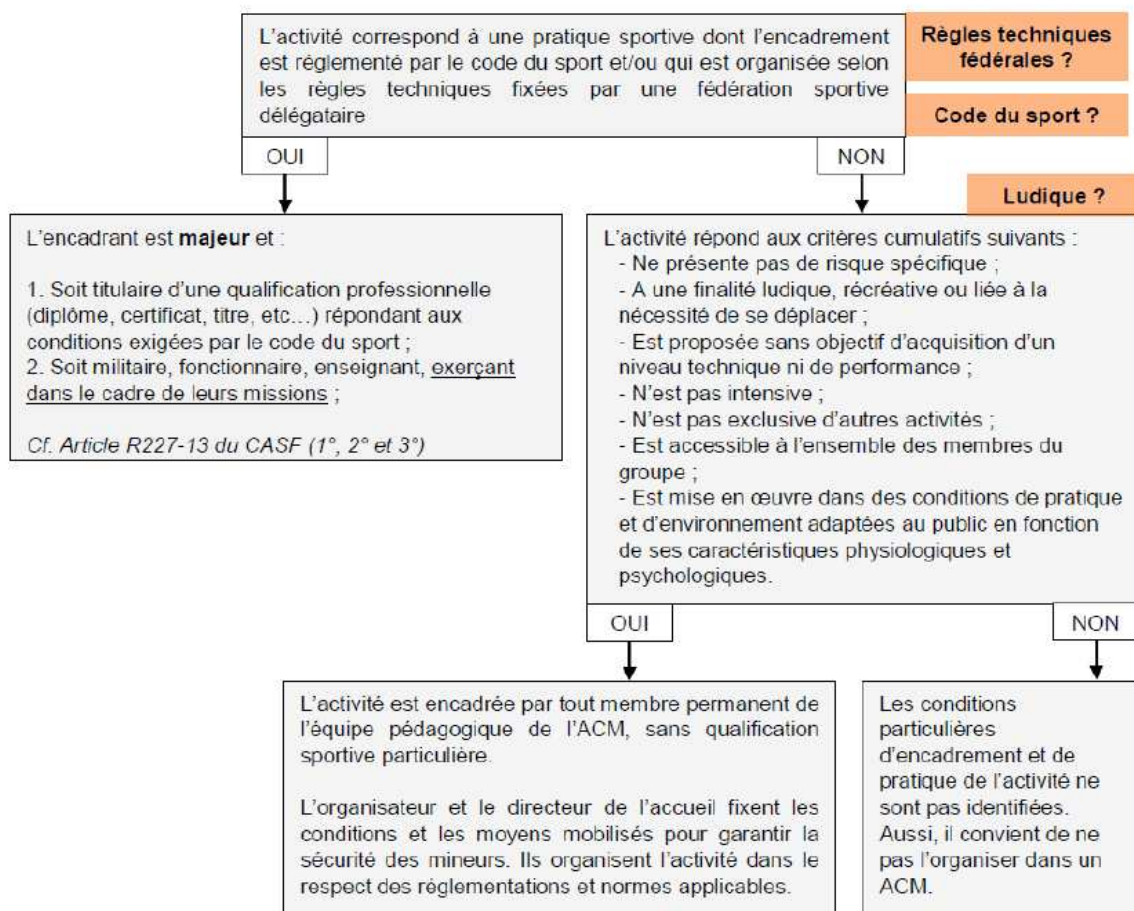 L'activité correspond à une pratique sportive dont l'encadrement
est réglementé par le code du sport et/ou qui est organisée selon
les règles techniques fixées par une fédération sportive
délégataire
Règles techniques
fédérales ?
Code du sport ?
OUI
NON
Ludique ?
L'encadrant est majeur et :
1. Soit titulaire d'une qualification professionnelle
(diplôme, certificat, titre, etc...) répondant aux
conditions exigées par le code du sport ;
2. Soit militaire, fonctionnaire, enseignant, exerçant
dans le cadre de leurs missions ;
Cf. Article R227-13 du CASF (1°, 2° et 3°)
L'activité répond aux critères cumulatifs suivants :
- Ne présente pas de risque spécifique ;
- A une finalité ludique, récréative ou liée à la
nécessité de se déplacer ;
- Est proposée sans objectif d'acquisition d'un
niveau technique ni de performance ;
- N'est pas intensive ;
- N'est pas exclusive d'autres activités ;
- Est accessible à l'ensemble des membres du
groupe ;
- Est mise en œuvre dans des conditions de pratique
et d'environnement adaptées au public en fonction
de ses caractéristiques physiologiques et
psychologiques.
OUI
NON
L'activité est encadrée par tout membre permanent de
l'équipe pédagogique de l'ACM, sans qualification
sportive particulière.
L'organisateur et le directeur de l'accueil fixent les
conditions et les moyens mobilisés pour garantir la
sécurité des mineurs. Ils organisent l'activité dans le
respect des réglementations et normes applicables.
Les conditions
particulières
d'encadrement et de
pratique de l'activité ne
sont pas identifiées.
Aussi, il convient de ne
pas l'organiser dans un
ACM.